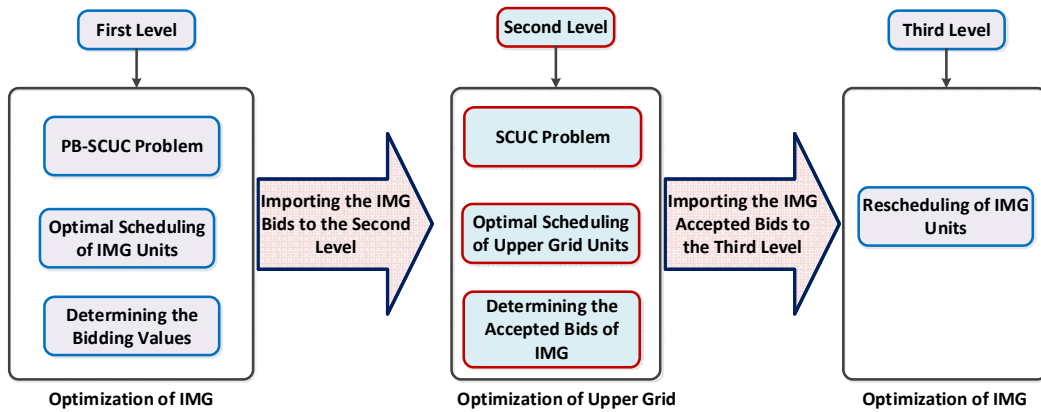 First Level
PB-SCUC Problem
Optimal Scheduling
of IMG Units
Determining the
Bidding Values
Optimization of IMG
Importing the IMG
Bids to the Second
Level
Second Level
SCUC Problem
Optimal Scheduling
of Upper Grid Units
Determining the
Accepted Bids of
IMG
Optimization of Upper Grid
Importing the IMG
Accepted Bids to
the Third Level
Third Level
Rescheduling of IMG
Units
Optimization of IMG